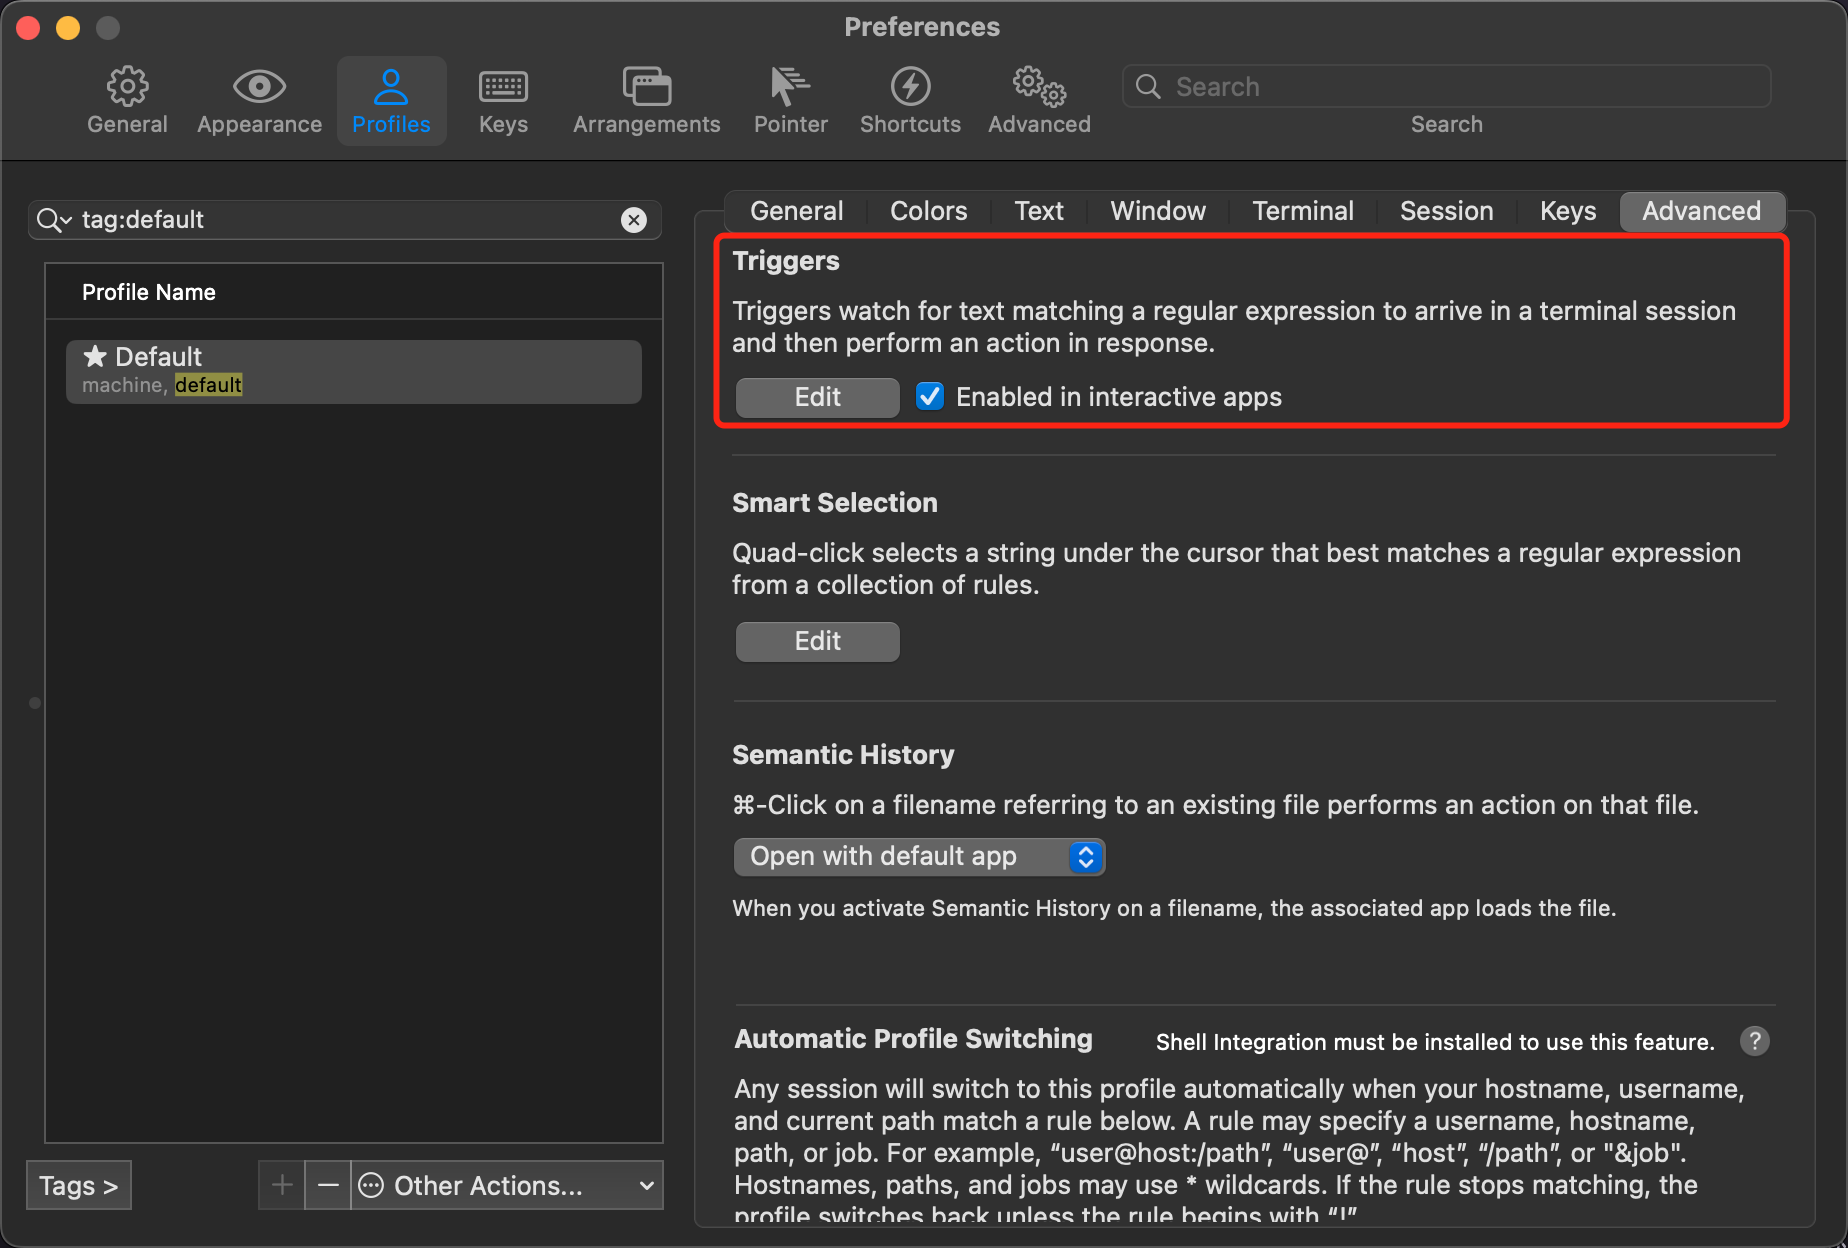 Preferences
General
Appearance
Profiles
Keys
Arrangements
Pointer
Shortcuts
Advanced
Search
Search
tag:default
Profile Name
★ Default
machine, default
Tags >
Other Actions...
General Colors Text Window Terminal Session Keys Advanced
Triggers
Triggers watch for text matching a regular expression to arrive in a terminal session
and then perform an action in response.
Edit
Enabled in interactive apps
Smart Selection
Quad-click selects a string under the cursor that best matches a regular expression
from a collection of rules.
Edit
Semantic History
⌘-Click on a filename referring to an existing file performs an action on that file.
Open with default app
When you activate Semantic History on a filename, the associated app loads the file.
Automatic Profile Switching
Shell Integration must be installed to use this feature.
?
Any session will switch to this profile automatically when your hostname, username,
and current path match a rule below. A rule may specify a username, hostname,
path, or job. For example, “user@host:/path”, “user@”, “host”, “/path”, or "&job".
Hostnames, paths, and jobs may use * wildcards. If the rule stops matching, the
profile switches back unless the rule begins with “!”